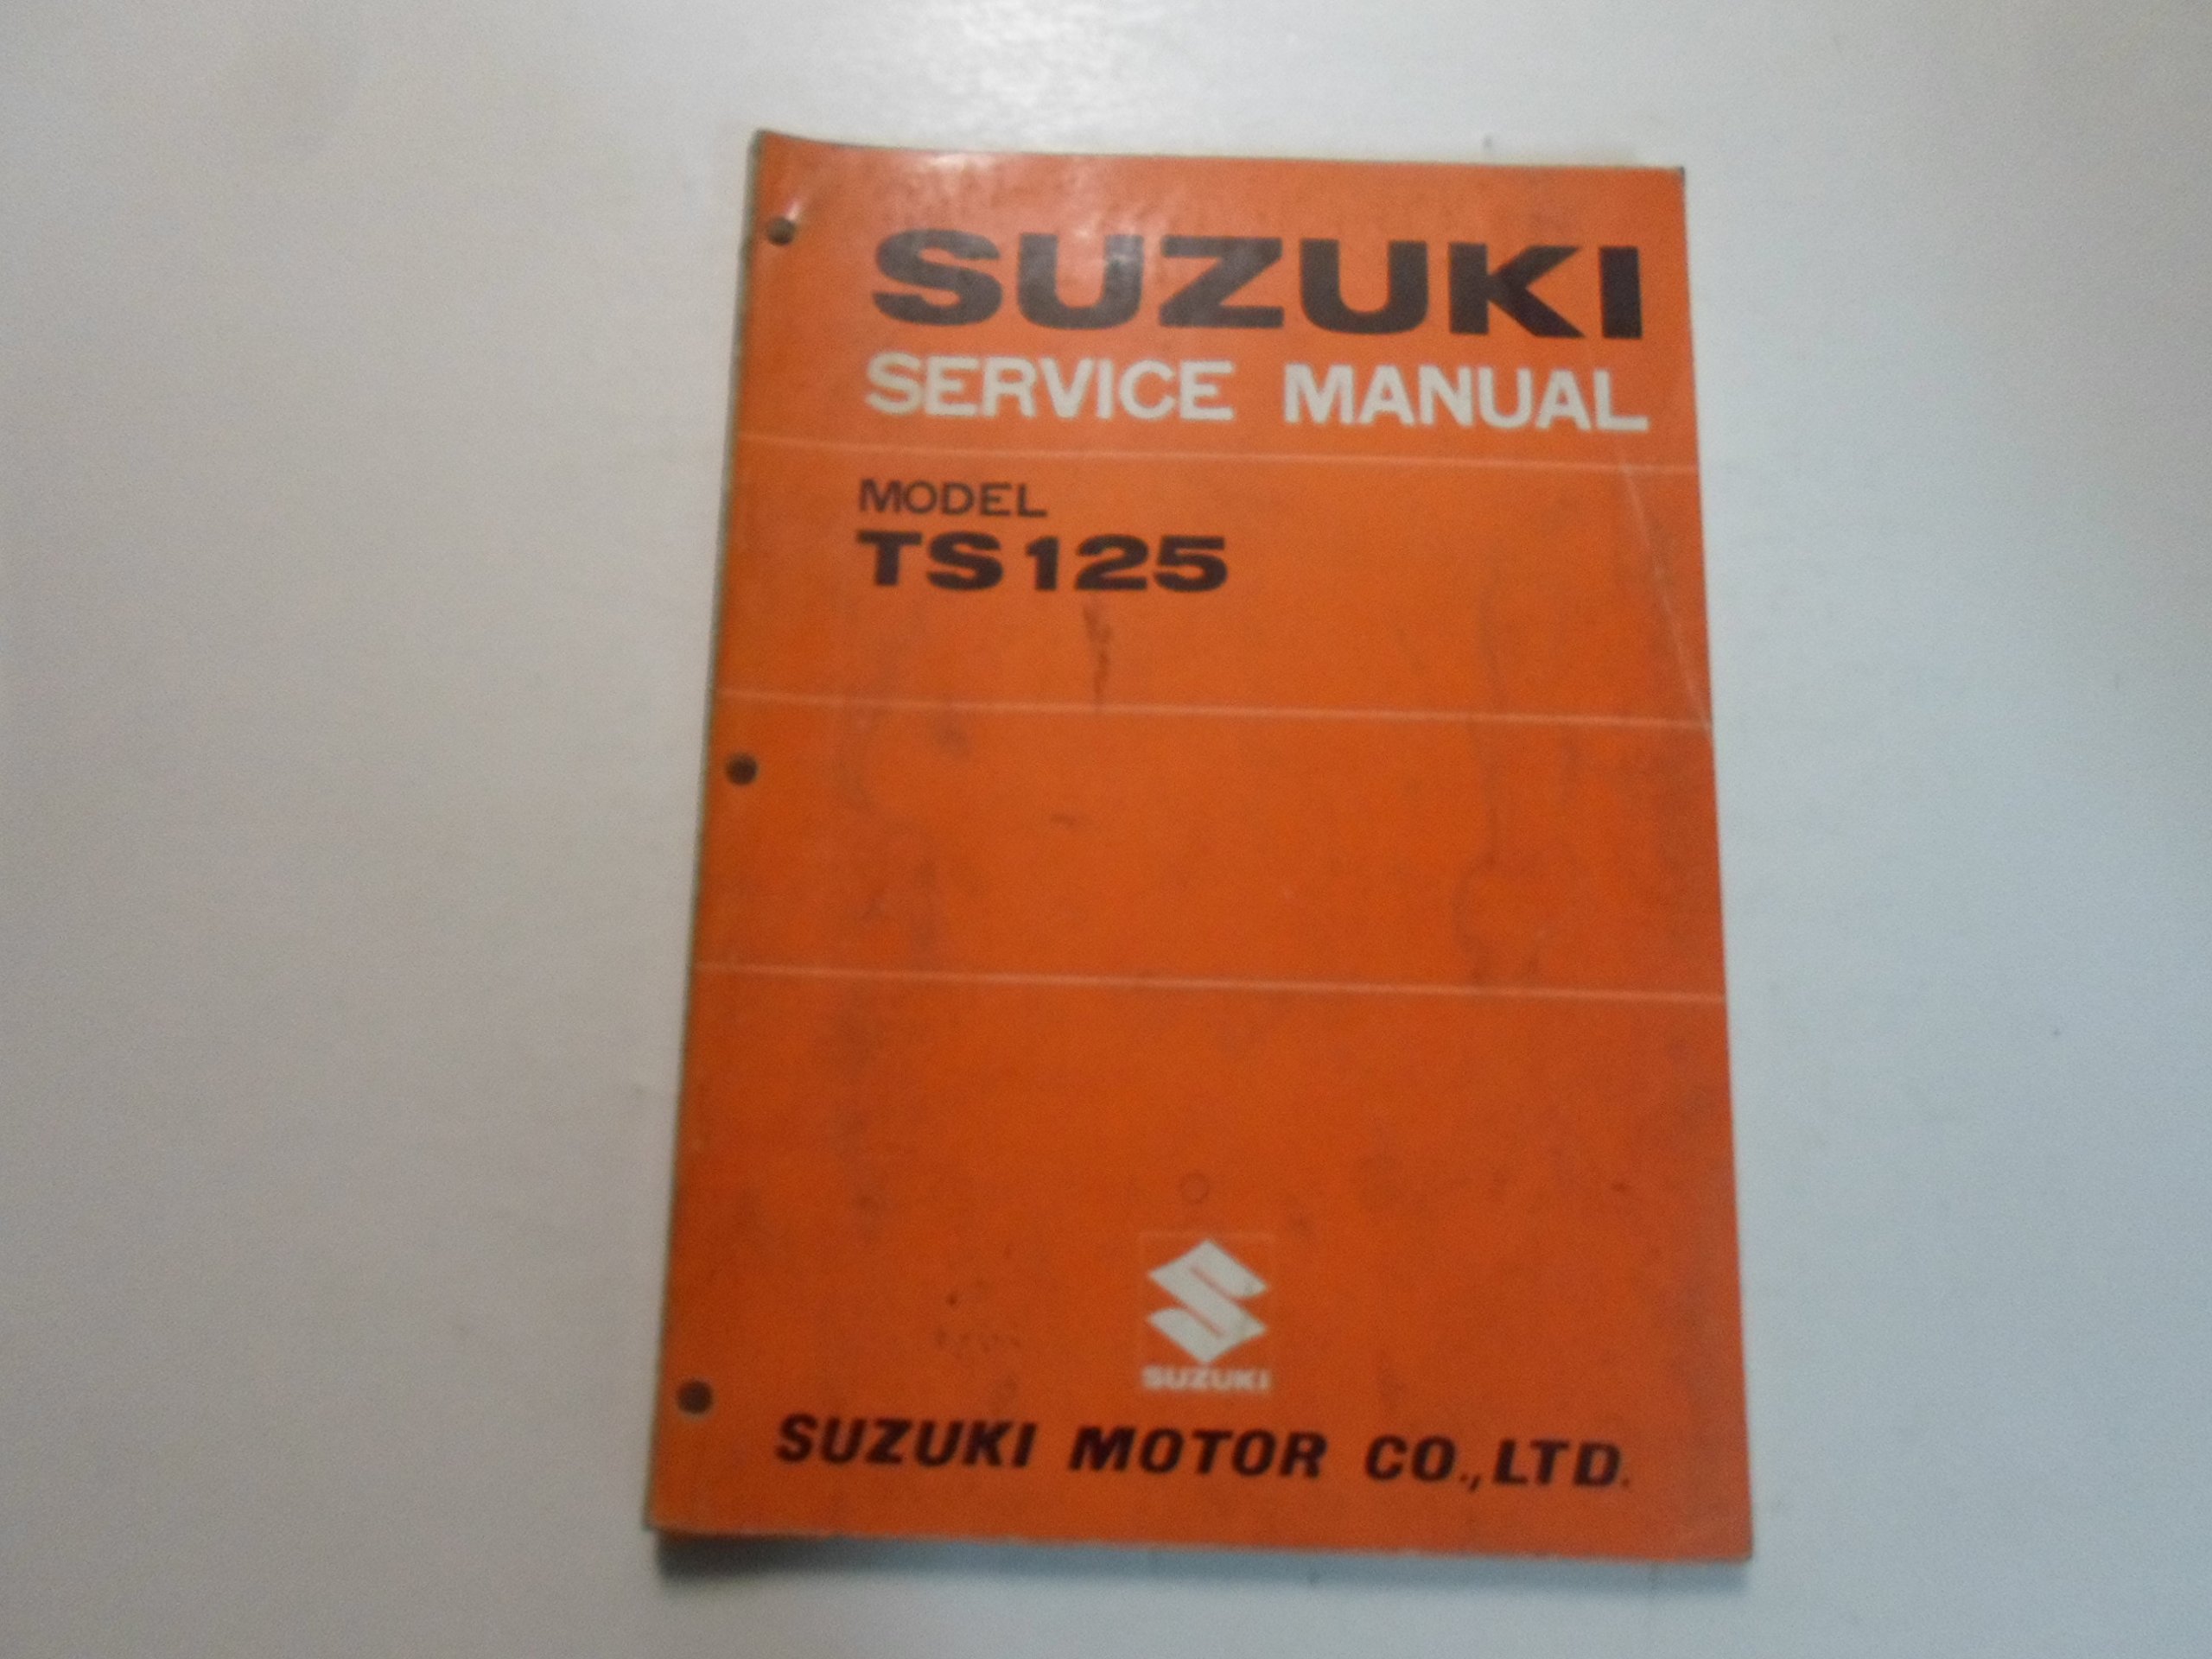 SUZUKI
SERVICE MANUAL
MODEL
TS125
SUZUKI
SUZUKI MOTOR CO.,LTD.